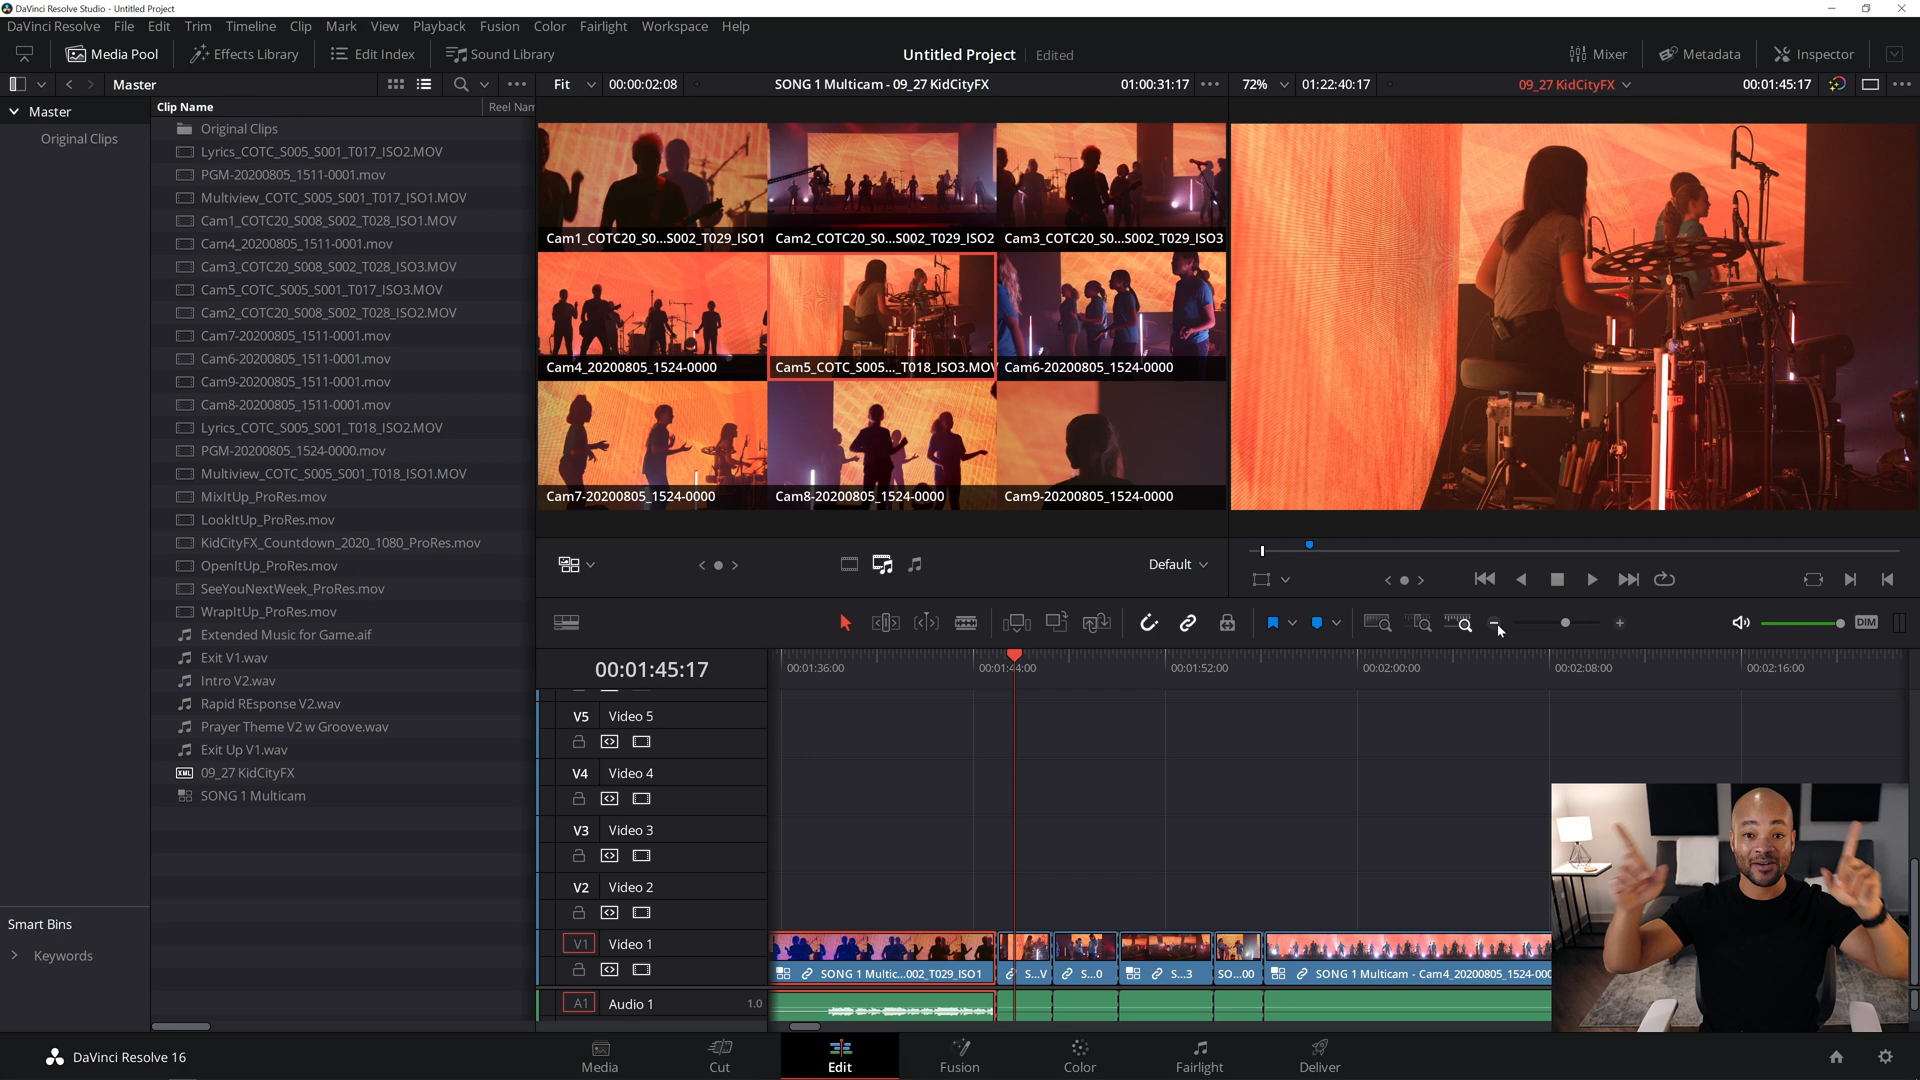 DaVinci Resolve Studio - Untitled Project
DaVinci Resolve File Edit Trim Timeline Clip Mark View Playback Fusion Color Fairlight Workspace Help
Media Pool Effects Library Edit Index Sound Library Untitled Project Edited Mixer Metadata Inspector
Master Fit 00:00:02:08 SONG 1 Multicam - 09_27 KidCityFX 01:00:31:17 72% 01:22:40:17 09_27 KidCityFX 00:01:45:17
Master
Original Clips
Clip Name Reel Nam
Original Clips
Lyrics_COTC_S005_S001_T017_ISO2.MOV
PGM-20200805_1511-0001.mov
Multiview_COTC_S005_S001_T017_ISO1.MOV
Cam1_COTC20_S008_S002_T028_ISO1.MOV
Cam4_20200805_1511-0001.mov
Cam3_COTC20_S008_S002_T028_ISO3.MOV
Cam5_COTC_S005_S001_T017_ISO3.MOV
Cam2_COTC20_S008_S002_T028_ISO2.MOV
Cam7-20200805_1511-0001.mov
Cam6-20200805_1511-0001.mov
Cam9-20200805_1511-0001.mov
Cam8-20200805_1511-0001.mov
Lyrics_COTC_S005_S001_T018_ISO2.MOV
PGM-20200805_1524-0000.mov
Multiview_COTC_S005_S001_T018_ISO1.MOV
MixItUp_ProRes.mov
LookItUp_ProRes.mov
KidCityFX_Countdown_2020_1080_ProRes.mov
OpenItUp_ProRes.mov
SeeYouNextWeek_ProRes.mov
WrapItUp_ProRes.mov
Extended Music for Game.aif
Exit V1.wav
Intro V2.wav
Rapid REsponse V2.wav
Prayer Theme V2 w Groove.wav
Exit Up V1.wav
XML 09_27 KidCityFX
SONG 1 Multicam
Smart Bins
Keywords
Cam1_COTC20_S0...S002_T029_ISO1 Cam2_COTC20_S0...S002_T029_ISO2 Cam3_COTC20_S0...S002_T029_ISO3
Cam4_20200805_1524-0000 Cam5_COTC_S005..._T018_ISO3.MOV Cam6-20200805_1524-0000
Cam7-20200805_1524-0000 Cam8-20200805_1524-0000 Cam9-20200805_1524-0000
Default
DIM
00:01:45:17 00:01:36:00 00:01:44:00 00:01:52:00 00:02:00:00 00:02:08:00 00:02:16:00
V5 Video 5
V4 Video 4
V3 Video 3
V2 Video 2
V1 Video 1
SONG 1 Multic...002_T029_ISO1 S...V S...0 S...3 SO...00 SONG 1 Multicam - Cam4_20200805_1524-000
A1 Audio 1 1.0
DaVinci Resolve 16 Media Cut Edit Fusion Color Fairlight Deliver